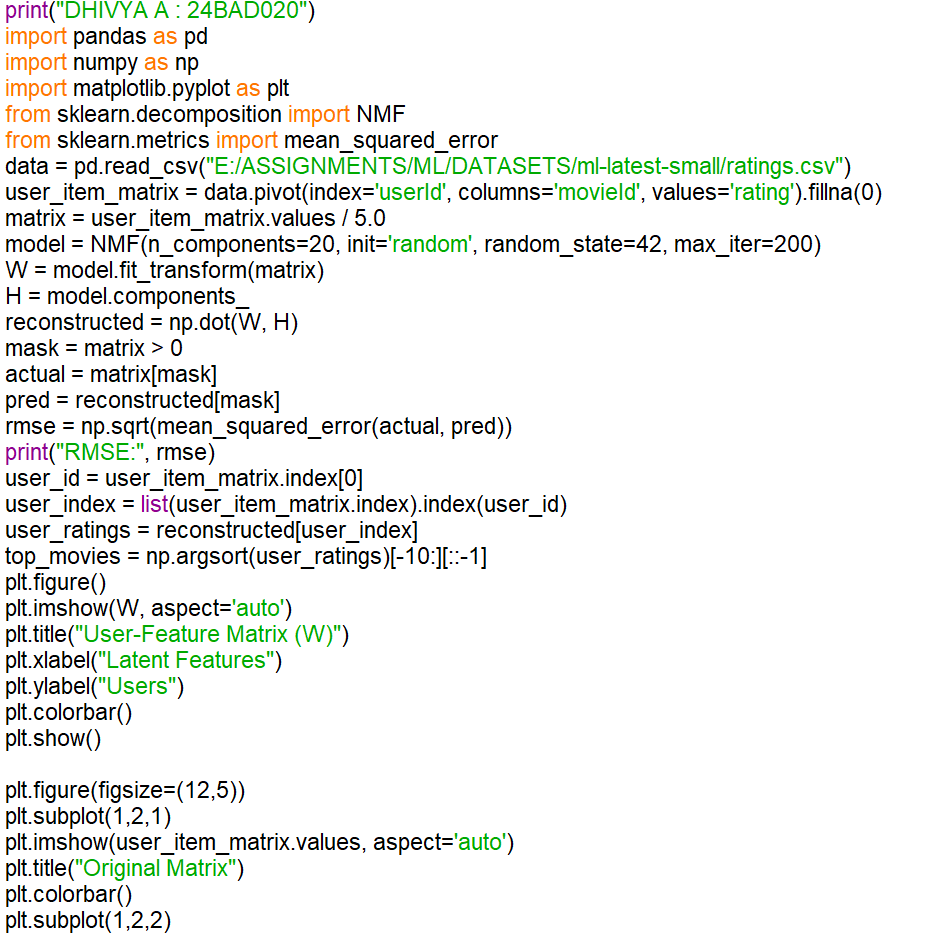 print("DHIVYA A : 24BAD020")
import pandas as pd
import numpy as np
import matplotlib.pyplot as plt
from sklearn.decomposition import NMF
from sklearn.metrics import mean_squared_error
data = pd.read_csv("E:/ASSIGNMENTS/ML/DATASETS/ml-latest-small/ratings.csv")
user_item_matrix = data.pivot(index='userId', columns='movieId', values='rating').fillna(0)
matrix = user_item_matrix.values / 5.0
model = NMF(n_components=20, init='random', random_state=42, max_iter=200)
W = model.fit_transform(matrix)
H = model.components_
reconstructed = np.dot(W, H)
mask = matrix > 0
actual = matrix[mask]
pred = reconstructed[mask]
rmse = np.sqrt(mean_squared_error(actual, pred))
print("RMSE:", rmse)
user_id = user_item_matrix.index[0]
user_index = list(user_item_matrix.index).index(user_id)
user_ratings = reconstructed[user_index]
top_movies = np.argsort(user_ratings)[-10:][::-1]
plt.figure()
plt.imshow(W, aspect='auto')
plt.title("User-Feature Matrix (W)")
plt.xlabel("Latent Features")
plt.ylabel("Users")
plt.colorbar()
plt.show()

plt.figure(figsize=(12,5))
plt.subplot(1,2,1)
plt.imshow(user_item_matrix.values, aspect='auto')
plt.title("Original Matrix")
plt.colorbar()
plt.subplot(1,2,2)